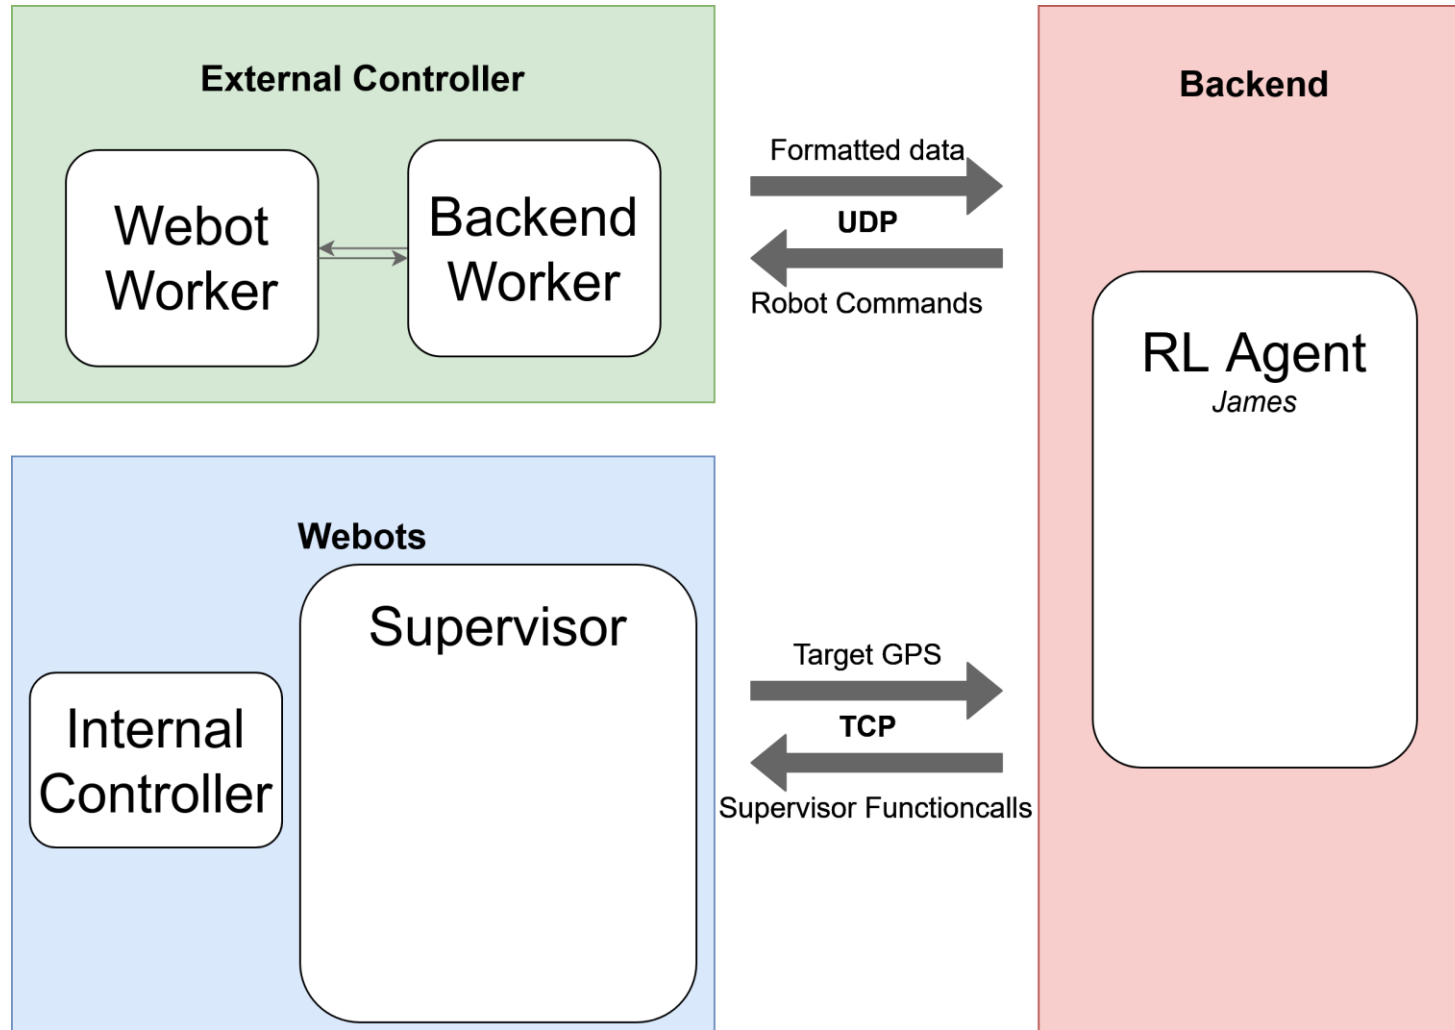 External Controller
Webot
Worker
Backend
Worker
Formatted data
UDP
Robot Commands
Backend
RL Agent
James
Webots
Supervisor
Internal
Controller
Target GPS
TCP
Supervisor Functioncalls